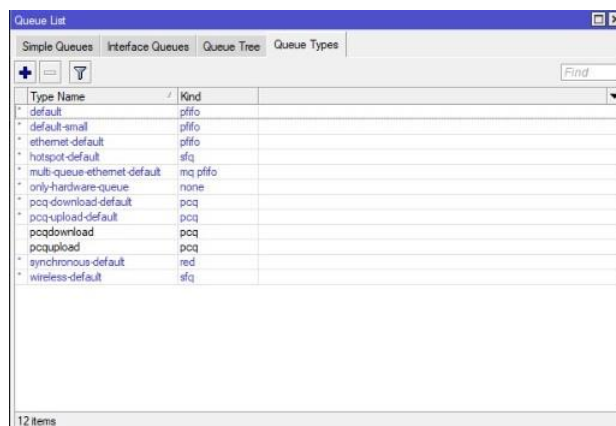 Queue List
Simple Queues Interface Queues Queue Tree Queue Types
Find
Type Name Kind
* default pfifo
* default-small pfifo
* ethernet-default pfifo
* hotspot-default sfq
* multi-queue-ethernet-default mq pfifo
* only-hardware-queue none
* pcq-download-default pcq
* pcq-upload-default pcq
pcqdownload pcq
pcqupload pcq
* synchronous-default red
* wireless-default sfq
12 items